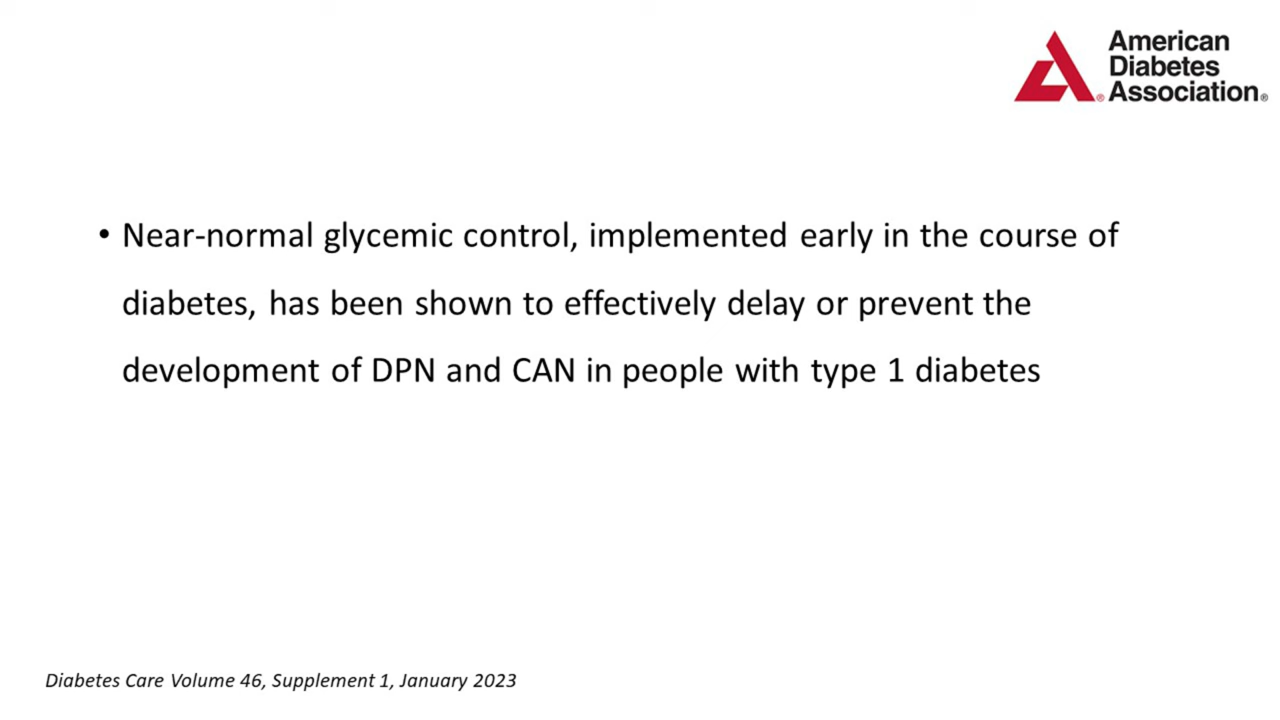 American
Diabetes
Association®
• Near-normal glycemic control, implemented early in the course of
diabetes, has been shown to effectively delay or prevent the
development of DPN and CAN in people with type 1 diabetes
Diabetes Care Volume 46, Supplement 1, January 2023